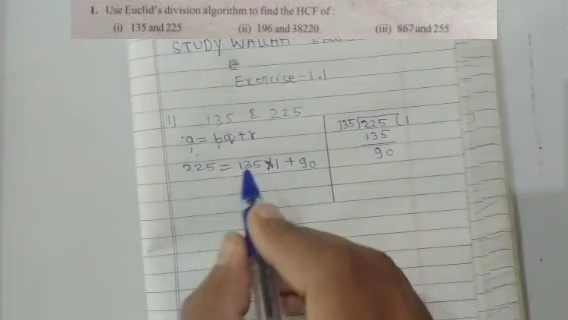 1. Use Euclid's division algorithm to find the HCF of :
(i) 135 and 225 (ii) 196 and 38220 (iii) 867 and 255
STUDY WALLAH
Exercise-1.1
1) 135 & 225
a = bq+r
225 = 135×1 + 90
135)225(1
135
90